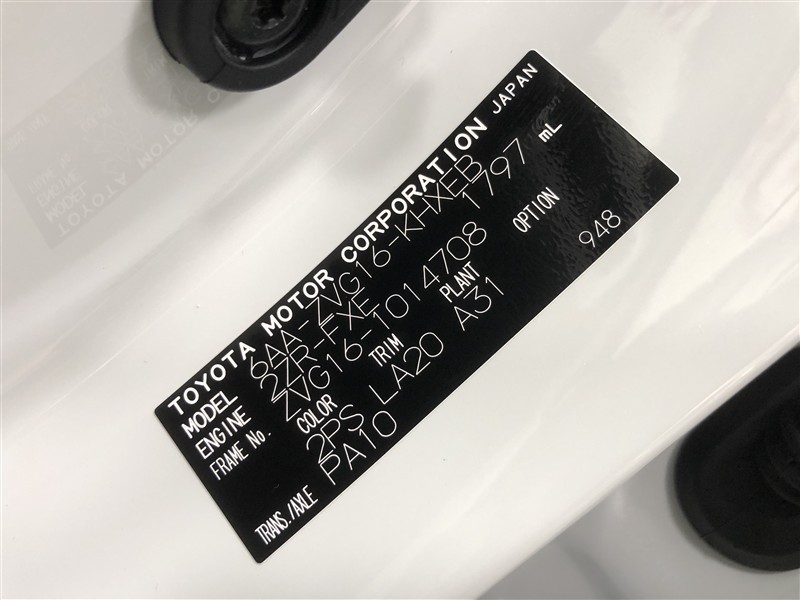 TOYOTA MOTOR CORPORATION JAPAN
MODEL 6AA-ZVG16-KHXEB
ENGINE 2ZR-FXE 1797 mL
FRAME No. ZVG16-1014708
COLOR TRIM PLANT OPTION
2PS LA20 A31 948
TRANS./AXLE PA10